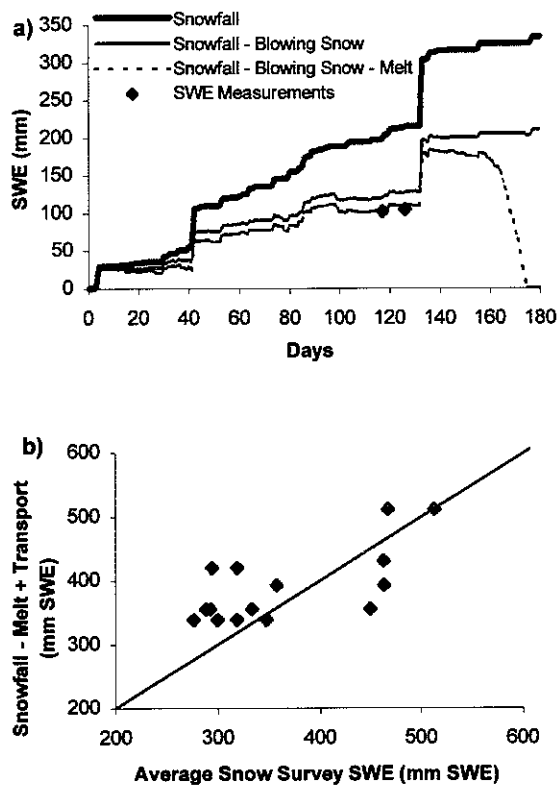 a)
Snowfall
Snowfall - Blowing Snow
Snowfall - Blowing Snow - Melt
SWE Measurements
SWE (mm)
350
300
250
200
150
100
50
0
0 20 40 60 80 100 120 140 160 180
Days
b)
Snowfall - Melt + Transport
(mm SWE)
600
500
400
300
200
200 300 400 500 600
Average Snow Survey SWE (mm SWE)